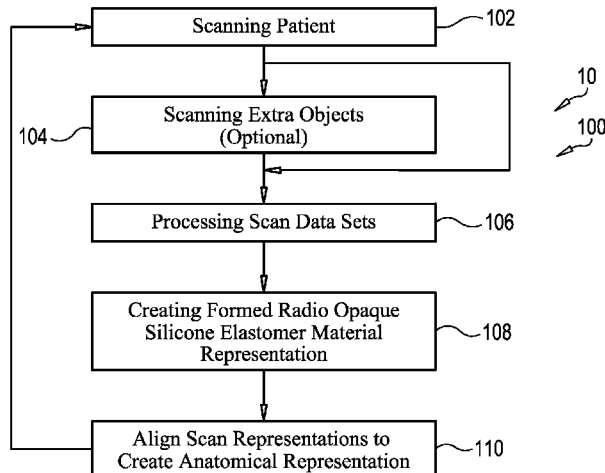 Scanning Patient
102
10
Scanning Extra Objects
(Optional)
104
100
Processing Scan Data Sets
106
Creating Formed Radio Opaque
Silicone Elastomer Material
Representation
108
Align Scan Representations to
Create Anatomical Representation
110